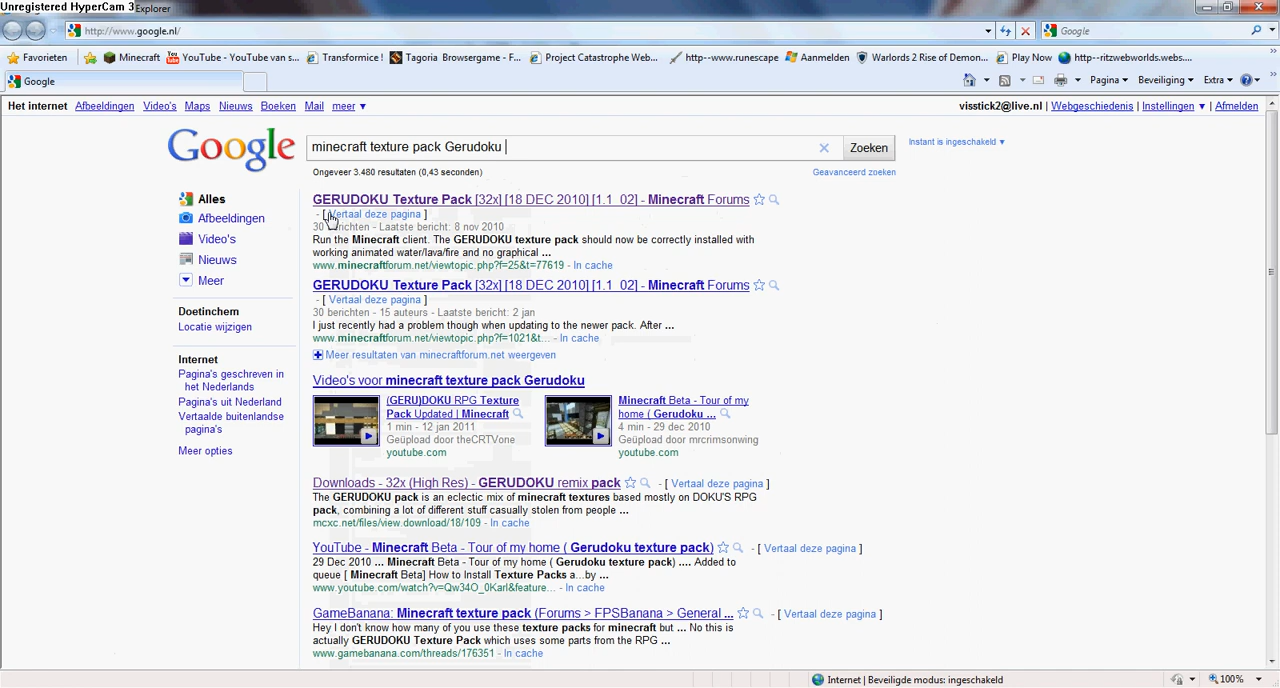 Unregistered HyperCam 3 Explorer
http://www.google.nl/
Google
Favorieten
Minecraft
YouTube - YouTube van s...
Transformice !
Tagoria Browsergame - F...
Project Catastrophe Web...
http--www.runescape
Aanmelden
Warlords 2 Rise of Demon...
Play Now
http--ritzwebworlds.webs....
Google
Pagina
Beveiliging
Extra
Het internet Afbeeldingen Video's Maps Nieuws Boeken Mail meer ▼
visstick2@live.nl | Webgeschiedenis | Instellingen ▼ | Afmelden
Google
minecraft texture pack Gerudoku
Zoeken
Instant is ingeschakeld ▼
Ongeveer 3.480 resultaten (0,43 seconden)
Geavanceerd zoeken
Alles
Afbeeldingen
Video's
Nieuws
Meer
Doetinchem
Locatie wijzigen
Internet
Pagina's geschreven in
het Nederlands
Pagina's uit Nederland
Vertaalde buitenlandse
pagina's
Meer opties
GERUDOKU Texture Pack [32x] [18 DEC 2010] [1.1_02] - Minecraft Forums
- [ Vertaal deze pagina ]
30 berichten - Laatste bericht: 8 nov 2010
Run the Minecraft client. The GERUDOKU texture pack should now be correctly installed with
working animated water/lava/fire and no graphical ...
www.minecraftforum.net/viewtopic.php?f=25&t=77619 - In cache
GERUDOKU Texture Pack [32x] [18 DEC 2010] [1.1_02] - Minecraft Forums
- [ Vertaal deze pagina ]
30 berichten - 15 auteurs - Laatste bericht: 2 jan
I just recently had a problem though when updating to the newer pack. After ...
www.minecraftforum.net/viewtopic.php?f=1021&t... - In cache
Meer resultaten van minecraftforum.net weergeven
Video's voor minecraft texture pack Gerudoku
(GERU)DOKU RPG Texture
Pack Updated | Minecraft
1 min - 12 jan 2011
Geüpload door theCRTVone
youtube.com
Minecraft Beta - Tour of my
home ( Gerudoku ...
4 min - 29 dec 2010
Geüpload door mrcrimsonwing
youtube.com
Downloads - 32x (High Res) - GERUDOKU remix pack - [ Vertaal deze pagina ]
The GERUDOKU pack is an eclectic mix of minecraft textures based mostly on DOKU'S RPG
pack, combining a lot of different stuff casually stolen from people ...
mcxc.net/files/view.download/18/109 - In cache
YouTube - Minecraft Beta - Tour of my home ( Gerudoku texture pack) - [ Vertaal deze pagina ]
29 Dec 2010 ... Minecraft Beta - Tour of my home ( Gerudoku texture pack) .... Added to
queue [ Minecraft Beta] How to Install Texture Packs a...by ...
www.youtube.com/watch?v=Qw34O_0KarI&feature... - In cache
GameBanana: Minecraft texture pack (Forums > FPSBanana > General ... - [ Vertaal deze pagina ]
Hey I don't know how many of you use these texture packs for minecraft but ... No this is
actually GERUDOKU Texture Pack which uses some parts from the RPG ...
www.gamebanana.com/threads/176351 - In cache
Internet | Beveiligde modus: ingeschakeld
100%